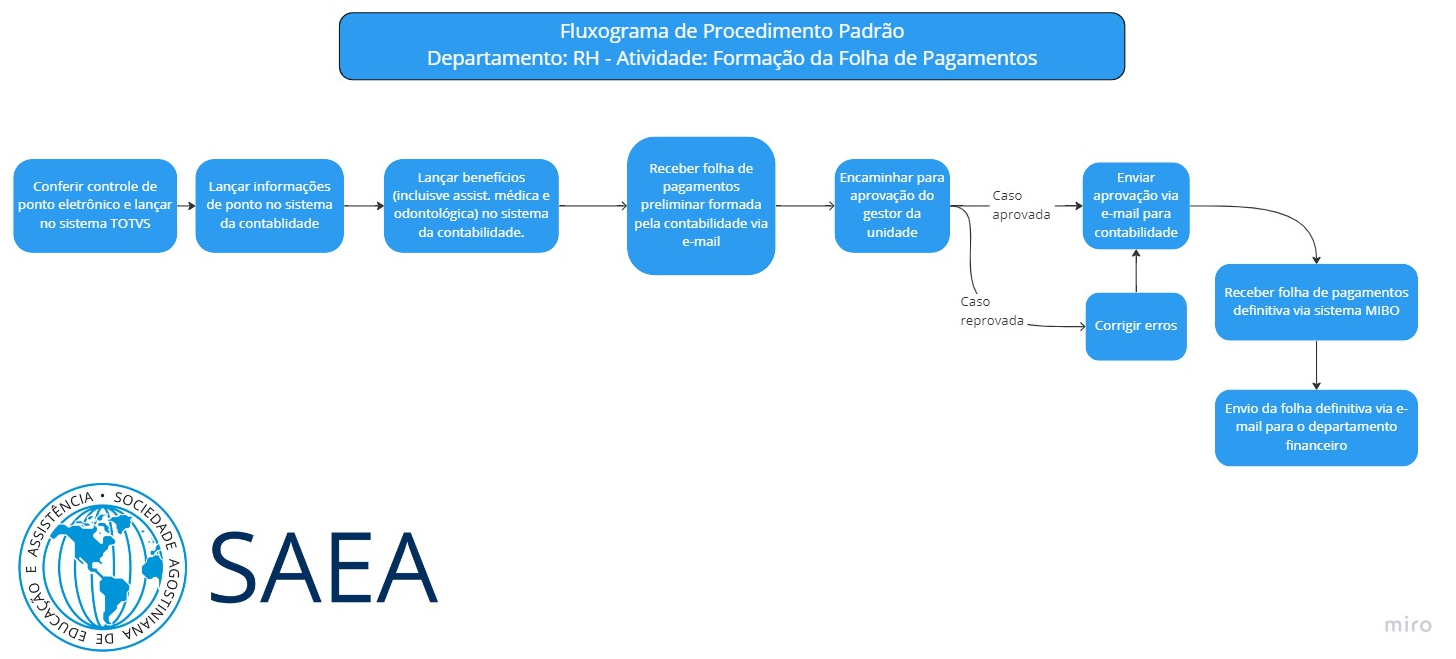 Fluxograma de Procedimento Padrão
Departamento: RH - Atividade: Formação da Folha de Pagamentos
Conferir controle de
ponto eletrônico e lançar
no sistema TOTVS
Lançar informações
de ponto no sistema
da contablidade
Lançar benefícios
(incluisve assist. médica e
odontológica) no sistema
da contabilidade.
Receber folha de
pagamentos
preliminar formada
pela contabilidade via
e-mail
Encaminhar para
aprovação do
gestor da
unidade
Caso
aprovada
Enviar
aprovação via
e-mail para
contabilidade
Caso
reprovada
Corrigir erros
Receber folha de pagamentos
definitiva via sistema MIBO
Envio da folha definitiva via e-
mail para o departamento
financeiro
SOCIEDADE AGOSTINIANA DE EDUCAÇÃO E ASSISTÊNCIA •
SAEA
miro